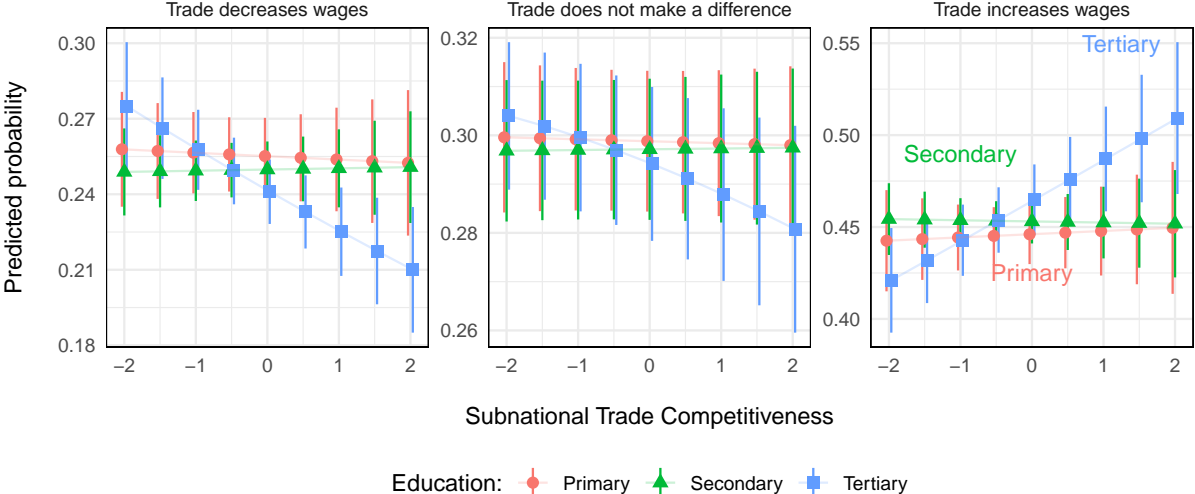 Trade decreases wages
Trade does not make a difference
Trade increases wages
Predicted probability
0.30
0.27
0.24
0.21
0.18
−2 −1 0 1 2
0.32
0.30
0.28
0.26
−2 −1 0 1 2
0.55
0.50
0.45
0.40
−2 −1 0 1 2
Tertiary
Secondary
Primary
Subnational Trade Competitiveness
Education: Primary Secondary Tertiary